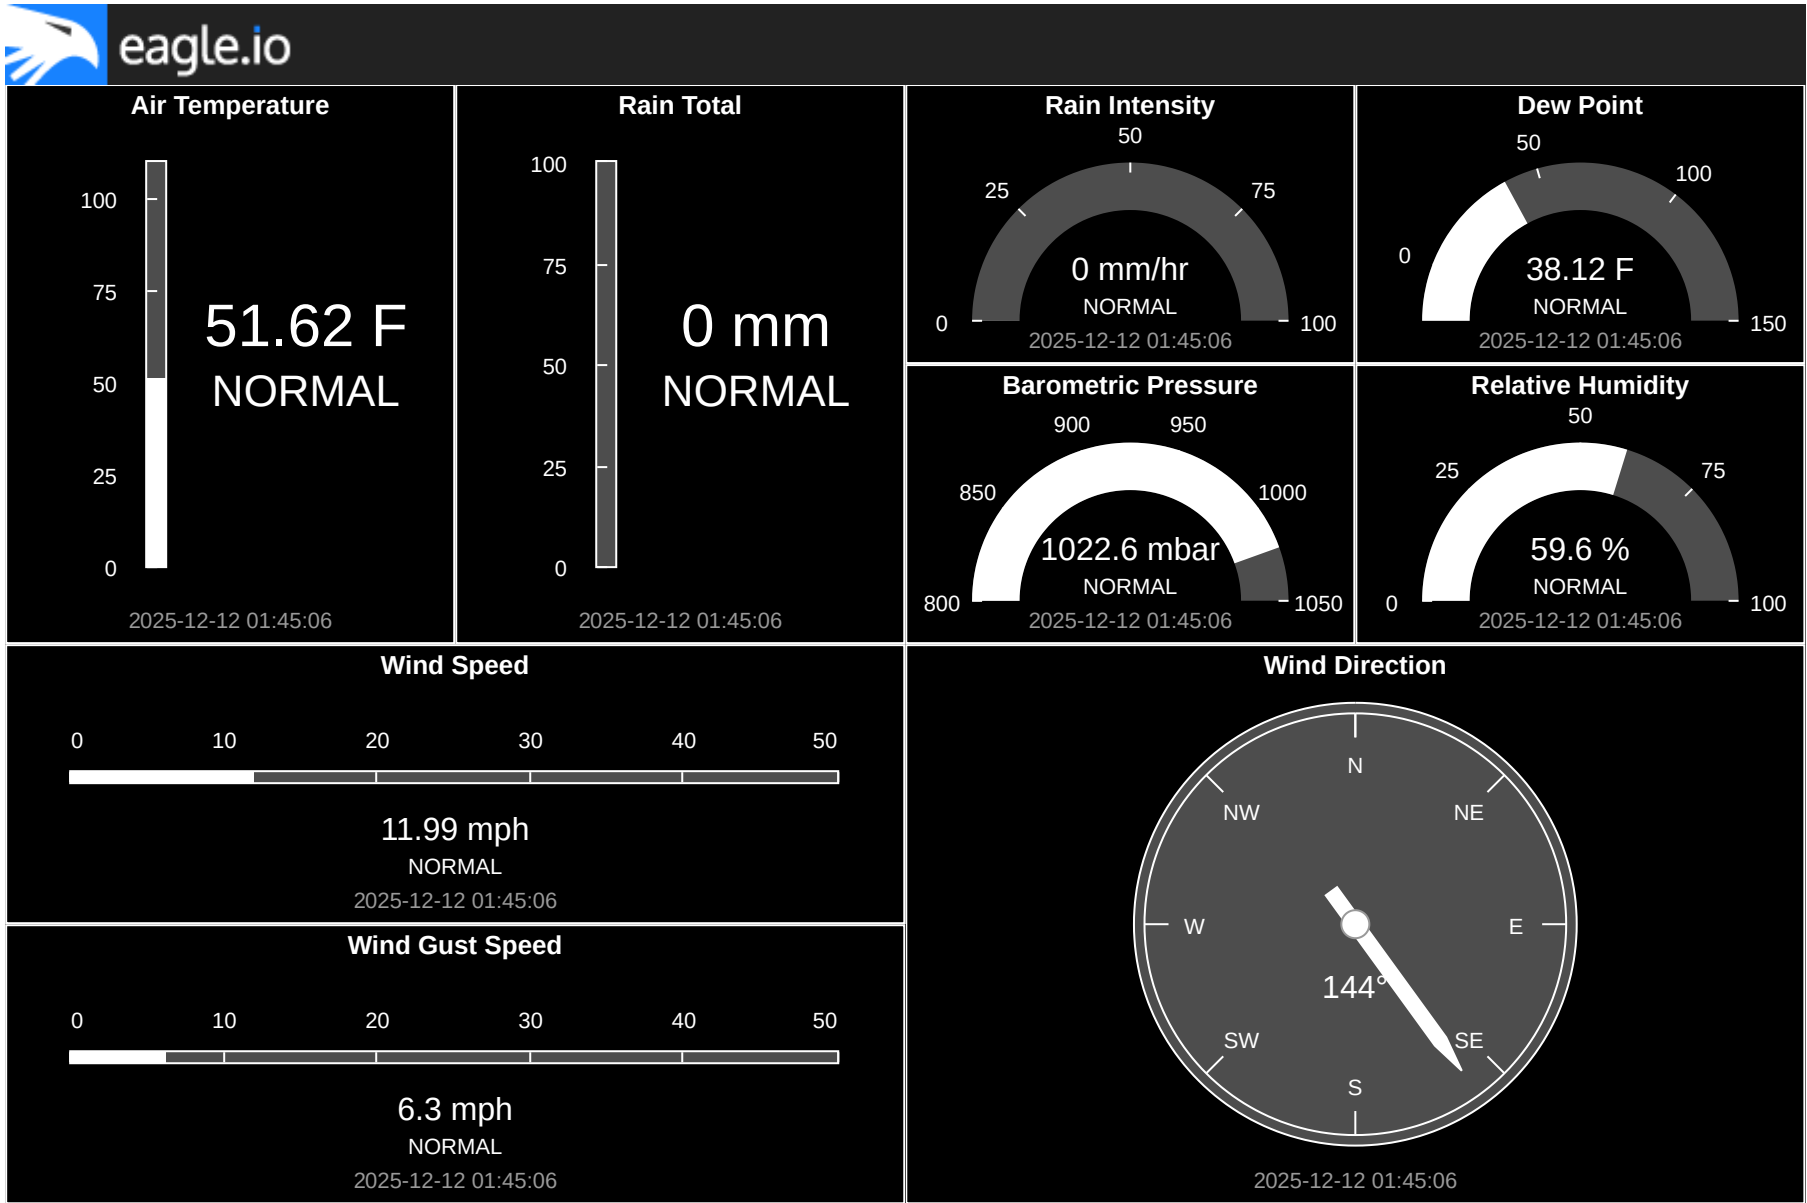 eagle.io
Air Temperature
100
75
50
25
0
51.62 F
NORMAL
2025-12-12 01:45:06
Rain Total
100
75
50
25
0
0 mm
NORMAL
2025-12-12 01:45:06
Rain Intensity
0
25
50
75
100
0 mm/hr
NORMAL
2025-12-12 01:45:06
Dew Point
0
50
100
150
38.12 F
NORMAL
2025-12-12 01:45:06
Barometric Pressure
800
850
900
950
1000
1050
1022.6 mbar
NORMAL
2025-12-12 01:45:06
Relative Humidity
0
25
50
75
100
59.6 %
NORMAL
2025-12-12 01:45:06
Wind Speed
0 10 20 30 40 50
11.99 mph
NORMAL
2025-12-12 01:45:06
Wind Gust Speed
0 10 20 30 40 50
6.3 mph
NORMAL
2025-12-12 01:45:06
Wind Direction
N
NW NE
W E
144°
SW SE
S
2025-12-12 01:45:06